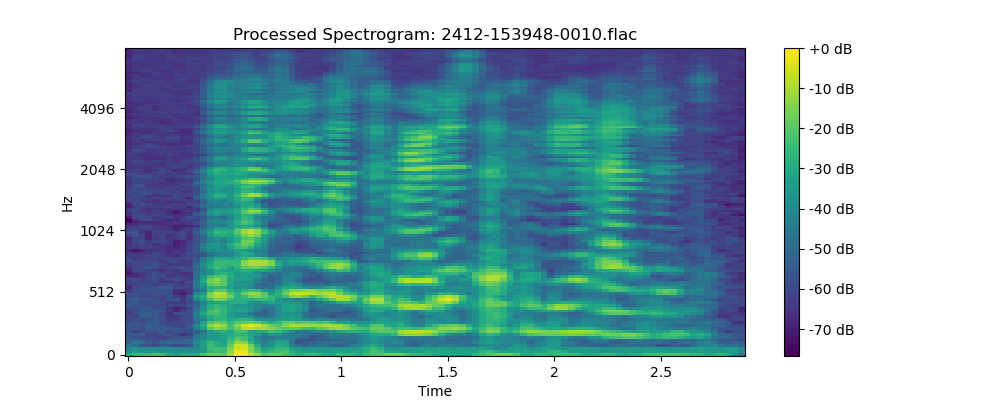 Processed Spectrogram: 2412-153948-0010.flac
Hz
4096
2048
1024
512
0
0
0.5
1
1.5
2
2.5
Time
+0 dB
-10 dB
-20 dB
-30 dB
-40 dB
-50 dB
-60 dB
-70 dB